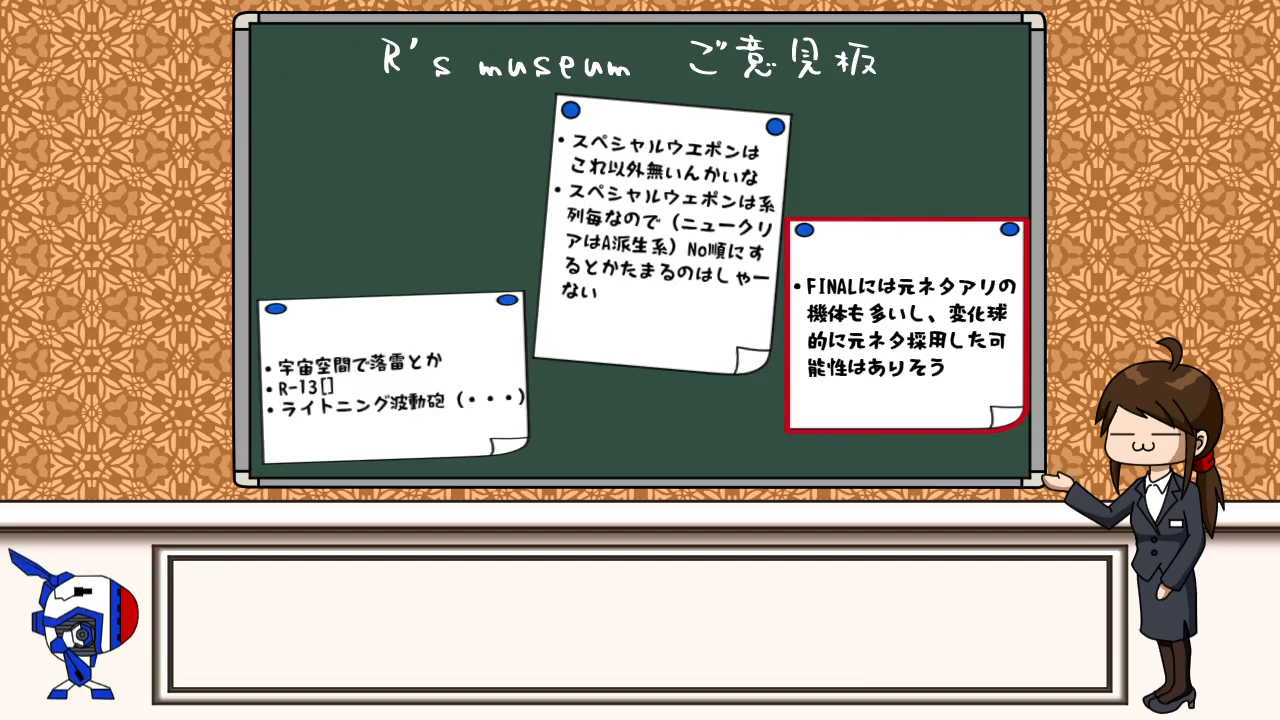 R's museum ご意見板
・スペシャルウエポンは
これ以外無いんかいな
・スペシャルウェポンは系
列毎なので（ニュークリ
アはA派生系）No順にす
るとかたまるのはしゃー
ない
・FINALには元ネタアリの
機体も多いし、変化球
的に元ネタ採用した可
能性はありそう
・宇宙空間で落雷とか
・R-13[]
・ライトニング波動砲（・・・）